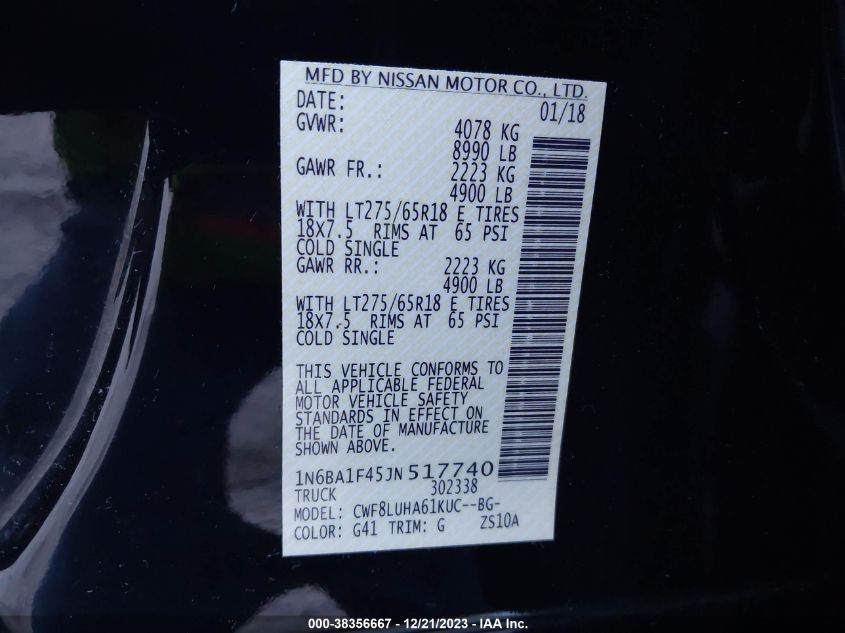 MFD BY NISSAN MOTOR CO., LTD.
DATE: 01/18
GVWR: 4078 KG
8990 LB
GAWR FR.: 2223 KG
4900 LB
WITH LT275/65R18 E TIRES
18X7.5 RIMS AT 65 PSI
COLD SINGLE
GAWR RR.: 2223 KG
4900 LB
WITH LT275/65R18 E TIRES
18X7.5 RIMS AT 65 PSI
COLD SINGLE
THIS VEHICLE CONFORMS TO
ALL APPLICABLE FEDERAL
MOTOR VEHICLE SAFETY
STANDARDS IN EFFECT ON
THE DATE OF MANUFACTURE
SHOWN ABOVE.
1N6BA1F45JN517740
TRUCK 302338
MODEL: CWF8LUHA61KUC--BG-
COLOR: G41 TRIM: G ZS10A
000-38356667 - 12/21/2023 - IAA Inc.